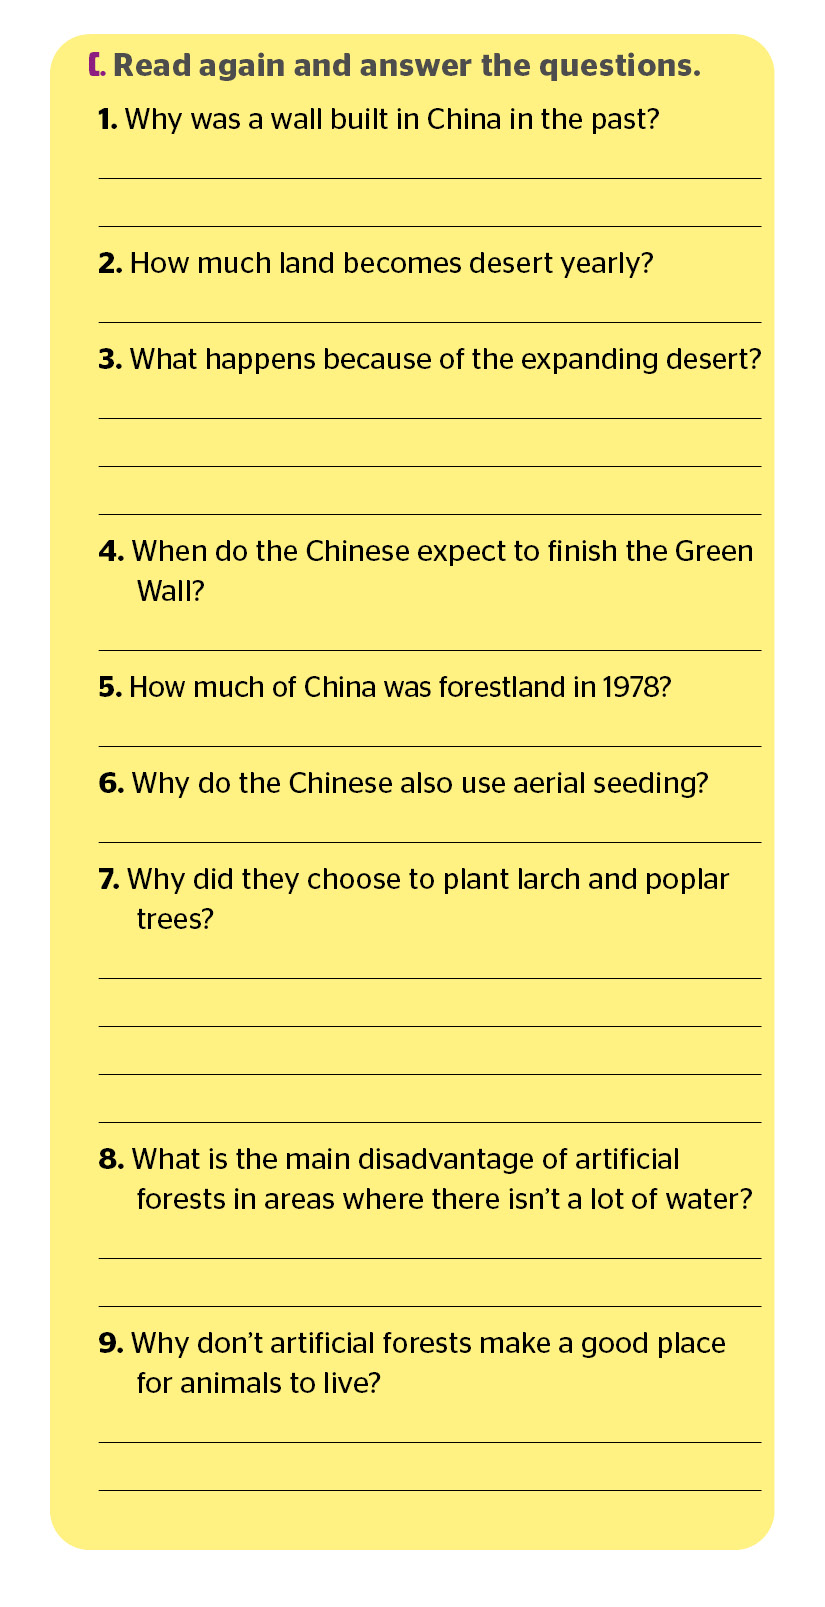 C. Read again and answer the questions.
1. Why was a wall built in China in the past?
2. How much land becomes desert yearly?
3. What happens because of the expanding desert?
4. When do the Chinese expect to finish the Green
Wall?
5. How much of China was forestland in 1978?
6. Why do the Chinese also use aerial seeding?
7. Why did they choose to plant larch and poplar
trees?
8. What is the main disadvantage of artificial
forests in areas where there isn't a lot of water?
9. Why don't artificial forests make a good place
for animals to live?